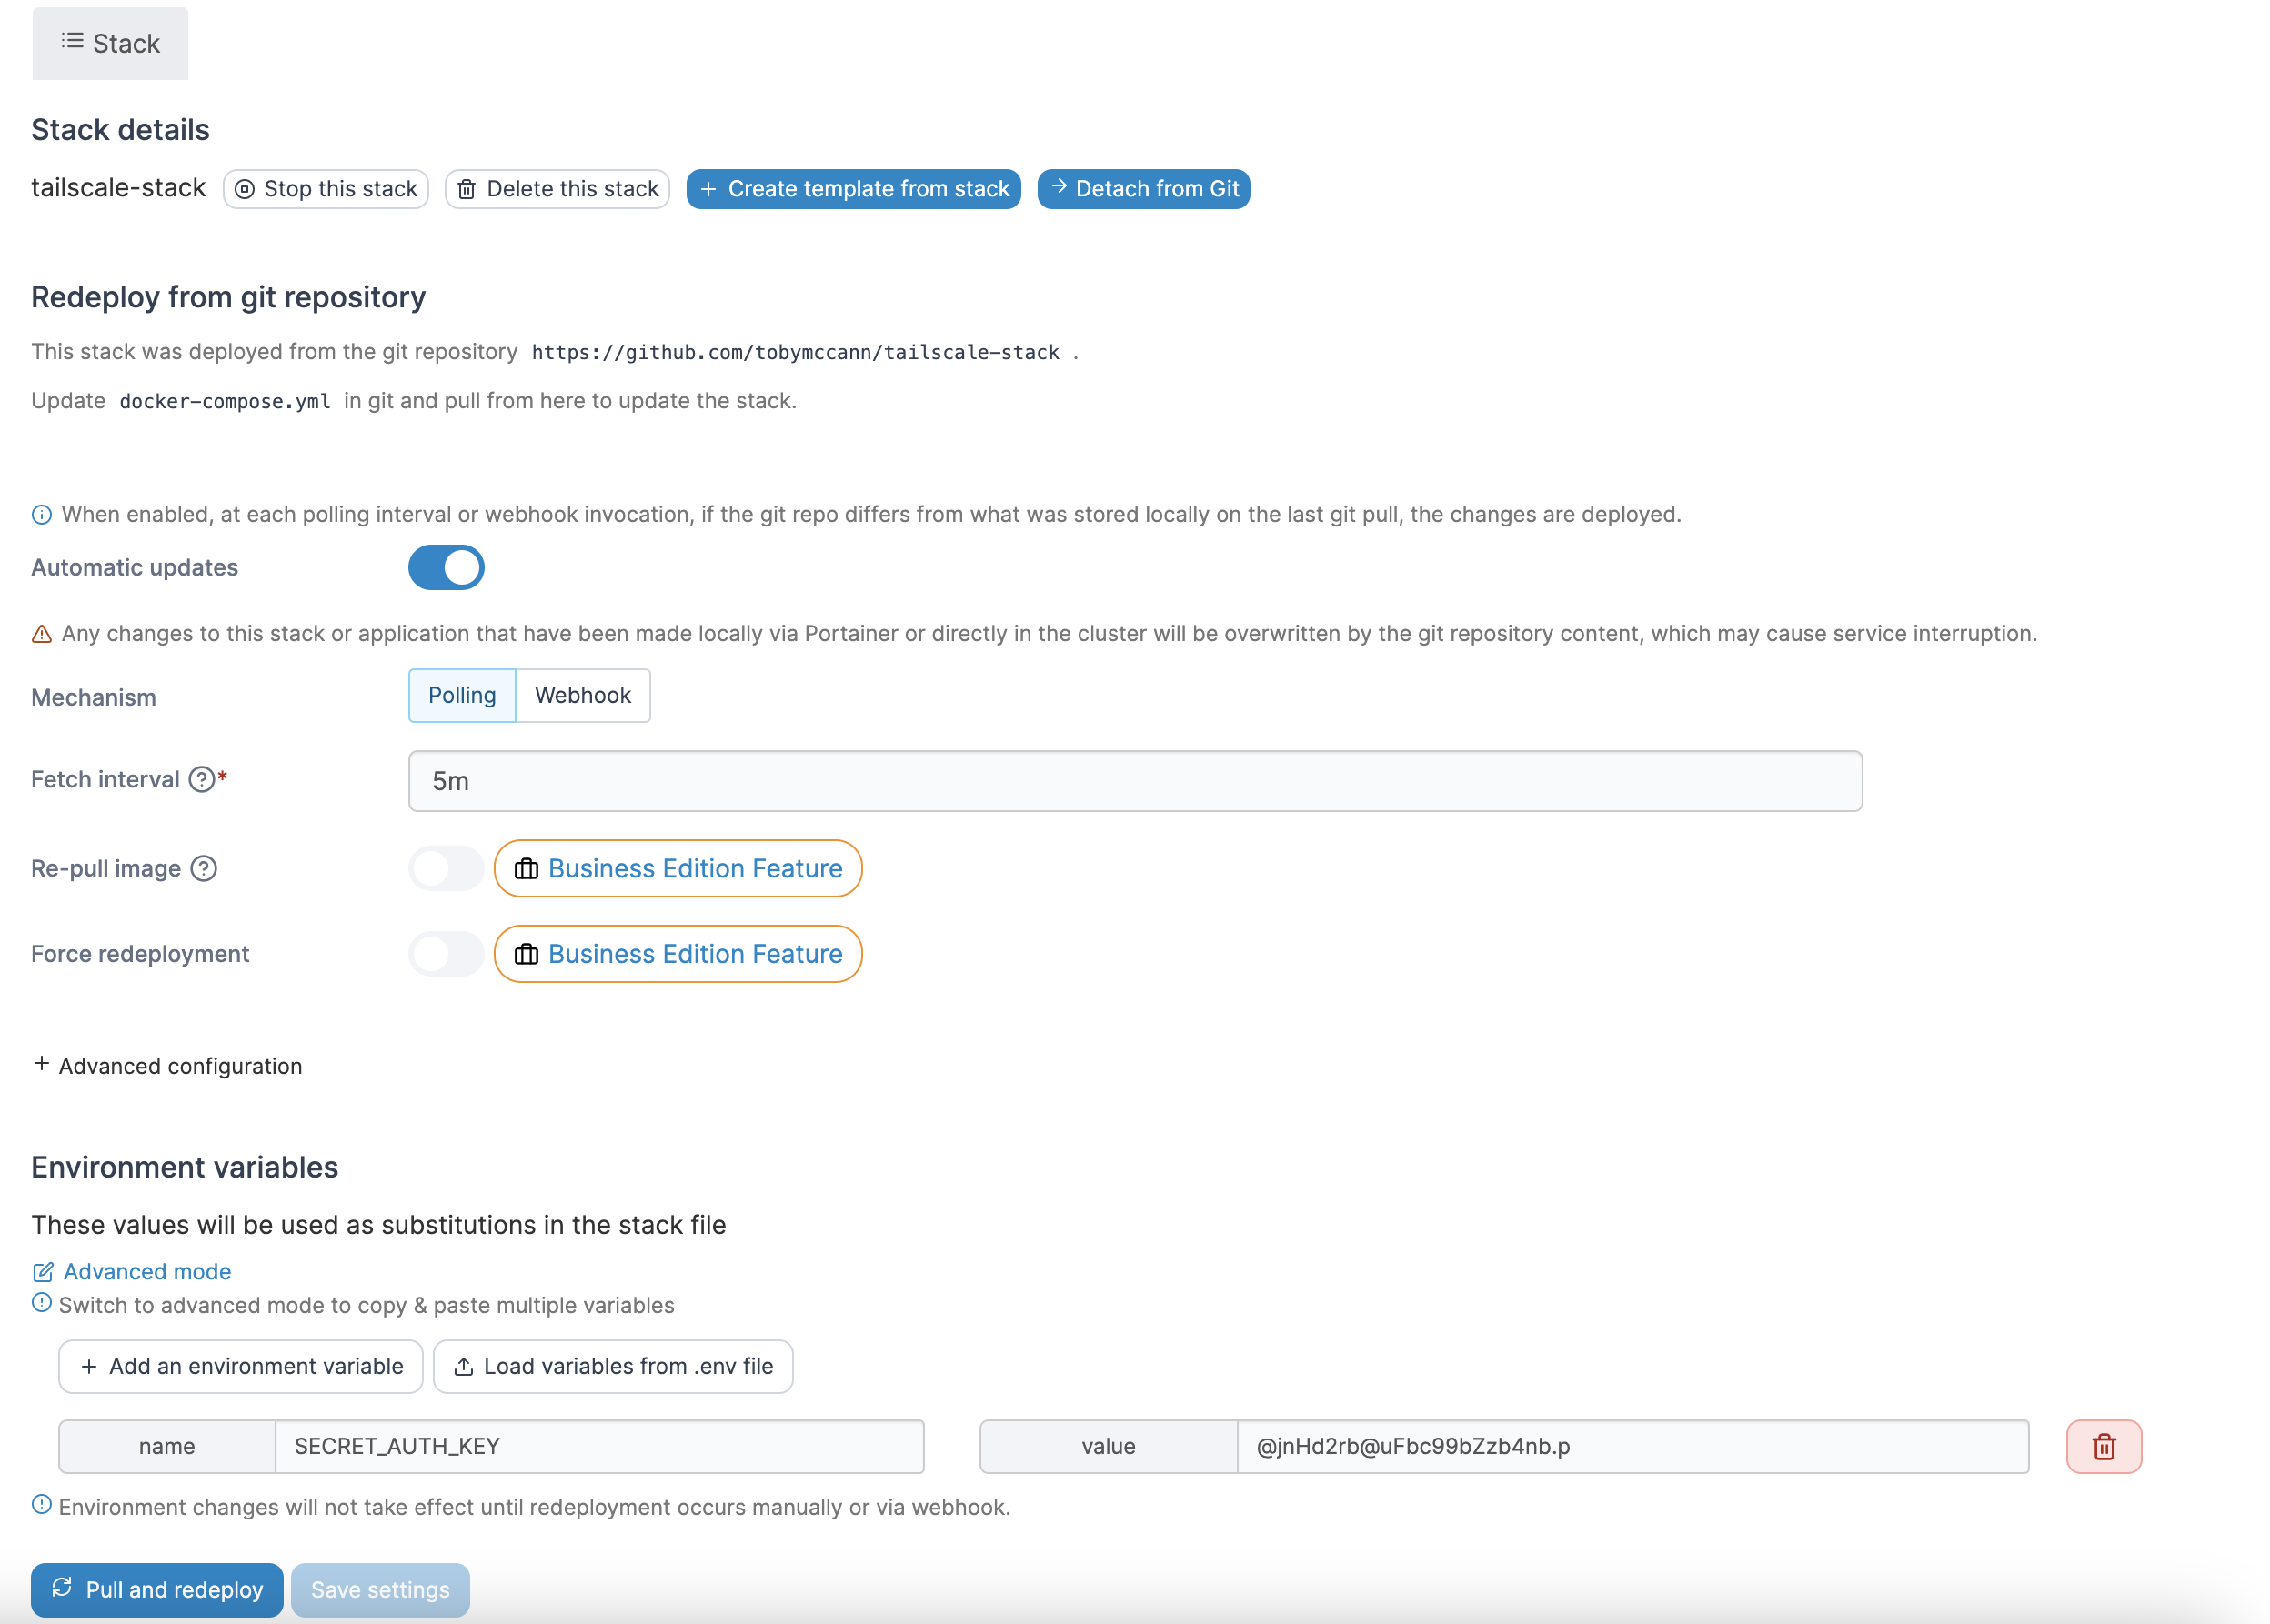 Stack
Stack details
tailscale-stack Stop this stack Delete this stack + Create template from stack → Detach from Git
Redeploy from git repository
This stack was deployed from the git repository https://github.com/tobymccann/tailscale-stack .
Update docker-compose.yml in git and pull from here to update the stack.
When enabled, at each polling interval or webhook invocation, if the git repo differs from what was stored locally on the last git pull, the changes are deployed.
Automatic updates
Any changes to this stack or application that have been made locally via Portainer or directly in the cluster will be overwritten by the git repository content, which may cause service interruption.
Mechanism Polling Webhook
Fetch interval * 5m
Re-pull image Business Edition Feature
Force redeployment Business Edition Feature
+ Advanced configuration
Environment variables
These values will be used as substitutions in the stack file
Advanced mode
Switch to advanced mode to copy & paste multiple variables
+ Add an environment variable Load variables from .env file
name SECRET_AUTH_KEY value @jnHd2rb@uFbc99bZzb4nb.p
Environment changes will not take effect until redeployment occurs manually or via webhook.
Pull and redeploy Save settings